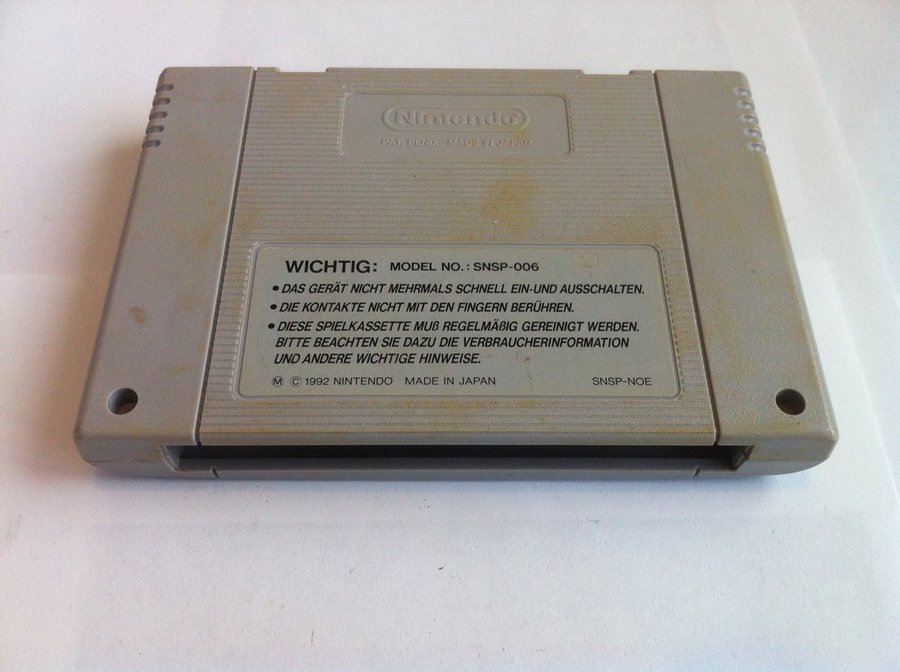 Nintendo
PAT. PEND. MADE IN JAPAN
WICHTIG: MODEL NO.: SNSP-006
• DAS GERÄT NICHT MEHRMALS SCHNELL EIN-UND AUSSCHALTEN.
• DIE KONTAKTE NICHT MIT DEN FINGERN BERÜHREN.
• DIESE SPIELKASSETTE MUß REGELMÄßIG GEREINIGT WERDEN.
BITTE BEACHTEN SIE DAZU DIE VERBRAUCHERINFORMATION
UND ANDERE WICHTIGE HINWEISE.
Ⓜ © 1992 NINTENDO MADE IN JAPAN SNSP-NOE